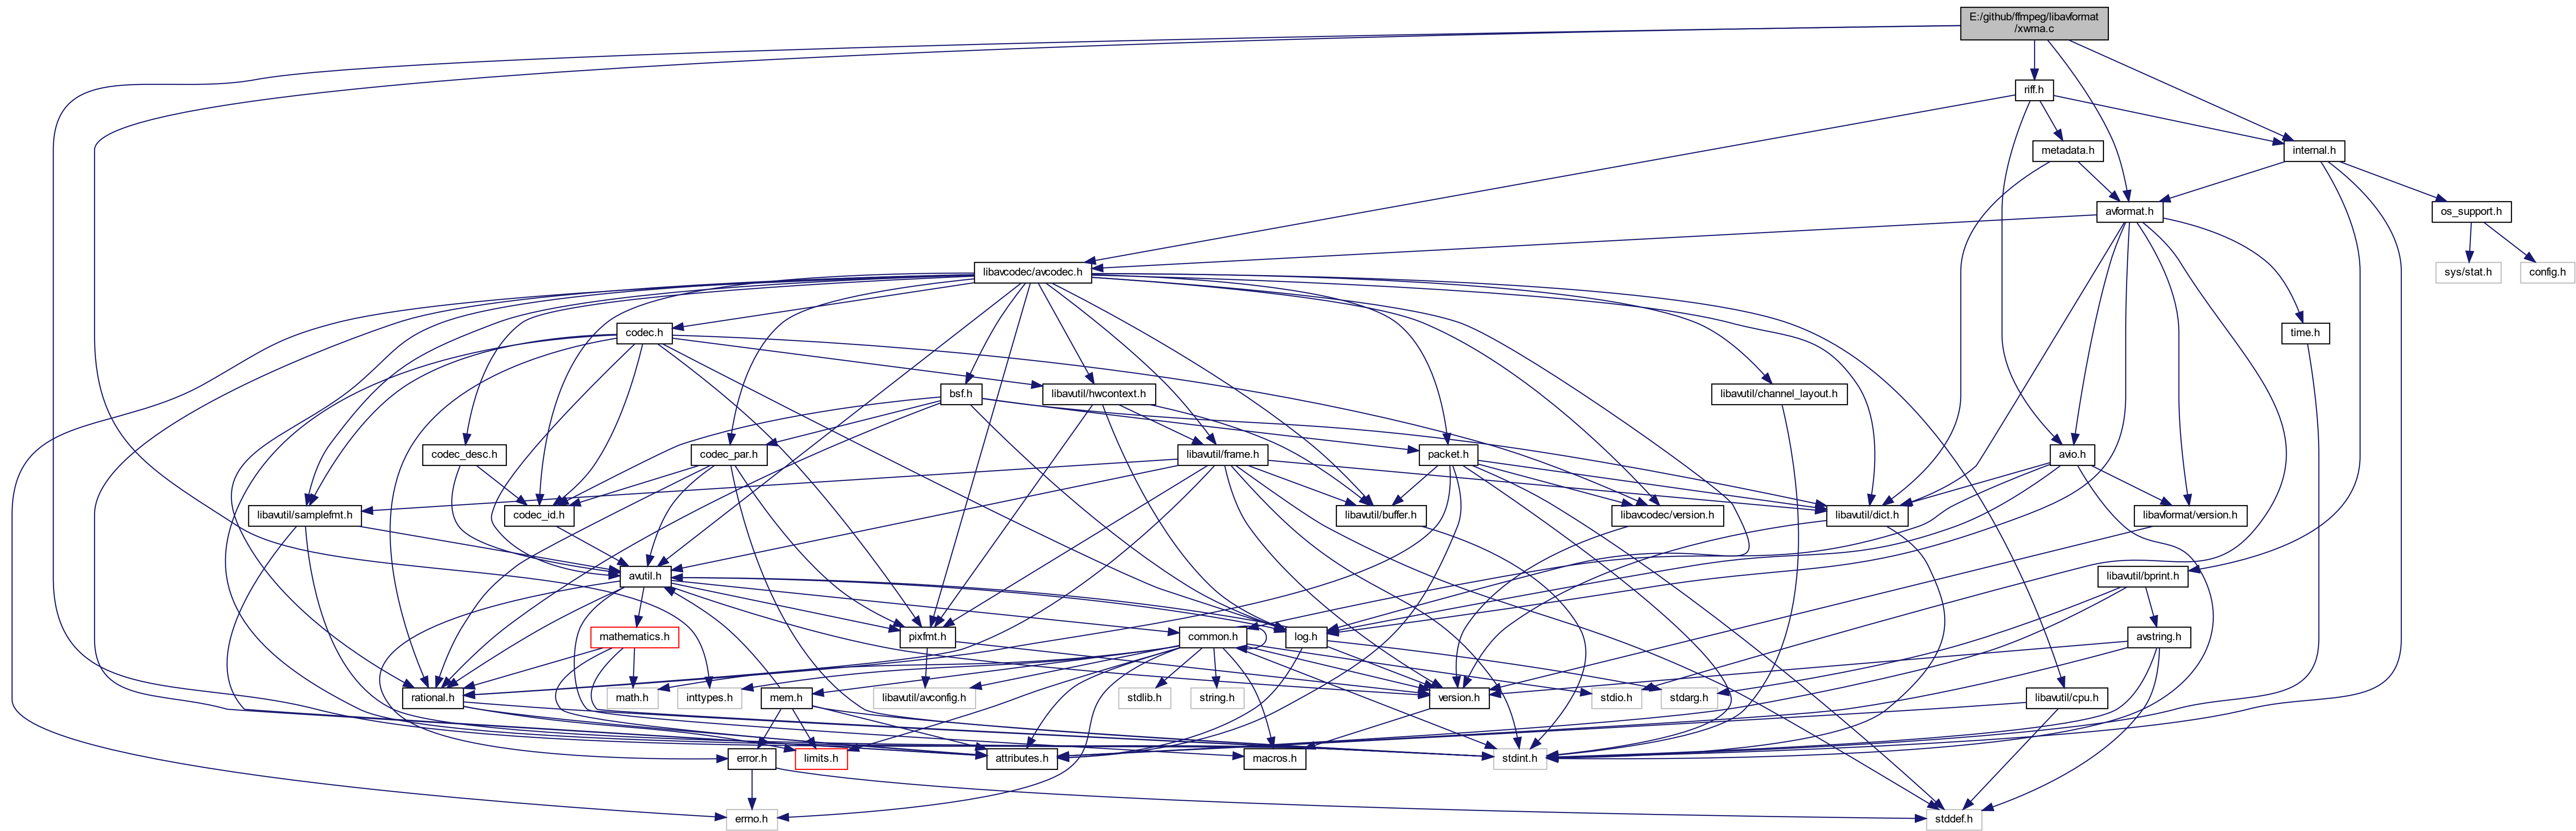 E:/github/ffmpeg/libavformat
/xwma.c
riff.h
metadata.h
internal.h
avformat.h
os_support.h
libavcodec/avcodec.h
sys/stat.h
config.h
codec.h
time.h
bsf.h
libavutil/hwcontext.h
libavutil/channel_layout.h
codec_desc.h
codec_par.h
libavutil/frame.h
packet.h
avio.h
libavutil/samplefmt.h
codec_id.h
libavutil/buffer.h
libavcodec/version.h
libavutil/dict.h
libavformat/version.h
avutil.h
libavutil/bprint.h
mathematics.h
pixfmt.h
common.h
log.h
avstring.h
rational.h
math.h
inttypes.h
mem.h
libavutil/avconfig.h
stdlib.h
string.h
version.h
stdio.h
stdarg.h
libavutil/cpu.h
error.h
limits.h
attributes.h
macros.h
stdint.h
errno.h
stddef.h